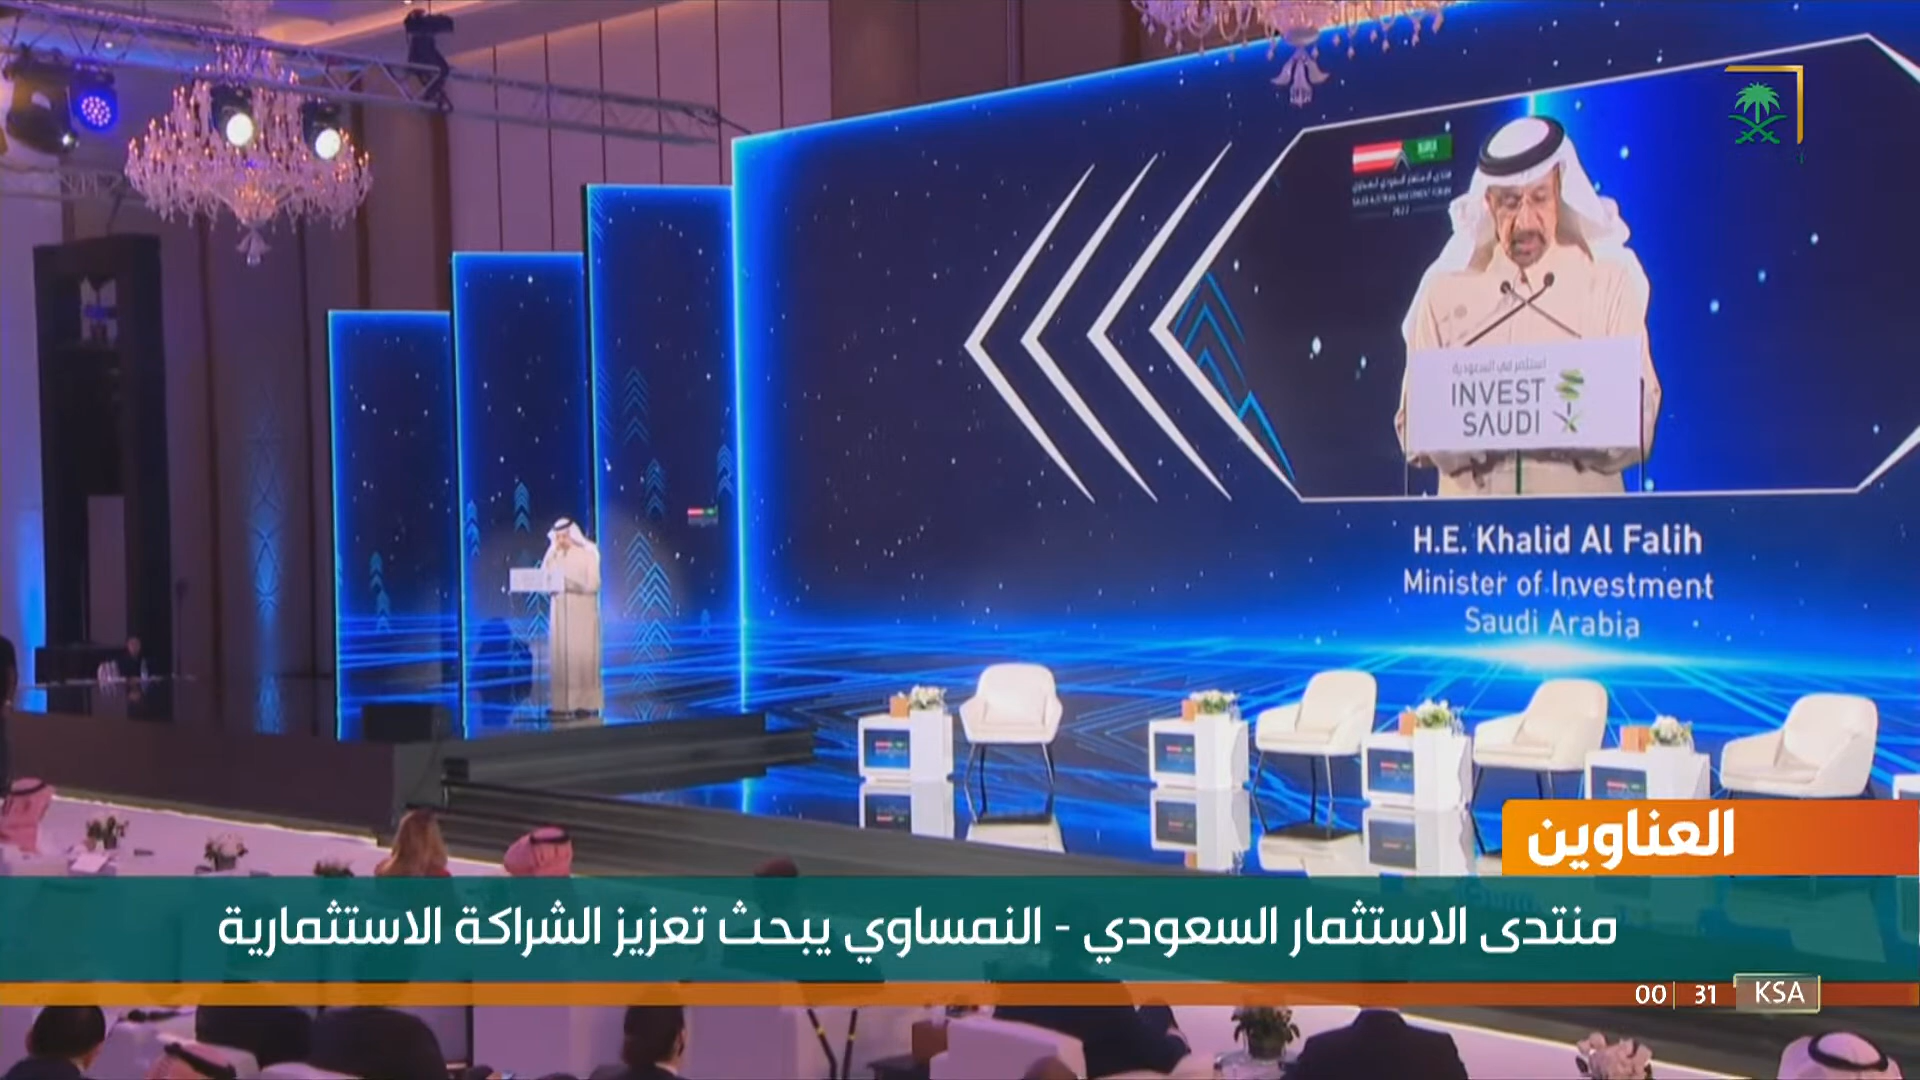 استثمر في السعودية
INVEST
SAUDI
H.E. Khalid Al Falih
Minister of Investment
Saudi Arabia
العناوين
منتدى الاستثمار السعودي - النمساوي يبحث تعزيز الشراكة الاستثمارية
00 31 KSA